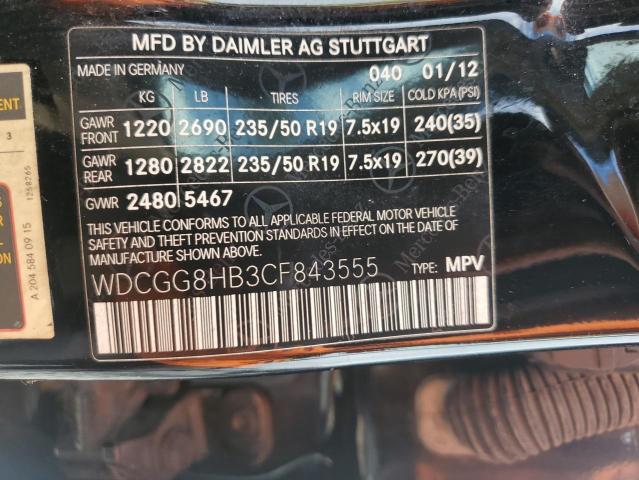 MFD BY DAIMLER AG STUTTGART
MADE IN GERMANY 040 01/12
KG LB TIRES RIM SIZE COLD KPA(PSI)
GAWR FRONT 1220 2690 235/50 R19 7.5x19 240(35)
GAWR REAR 1280 2822 235/50 R19 7.5x19 270(39)
GVWR 2480 5467
THIS VEHICLE CONFORMS TO ALL APPLICABLE FEDERAL MOTOR VEHICLE
SAFETY AND THEFT PREVENTION STANDARDS IN EFFECT ON DATE OF
MANUFACTURE SHOWN ABOVE
WDCGG8HB3CF843555 TYPE: MPV
3
A 204 584 09 15